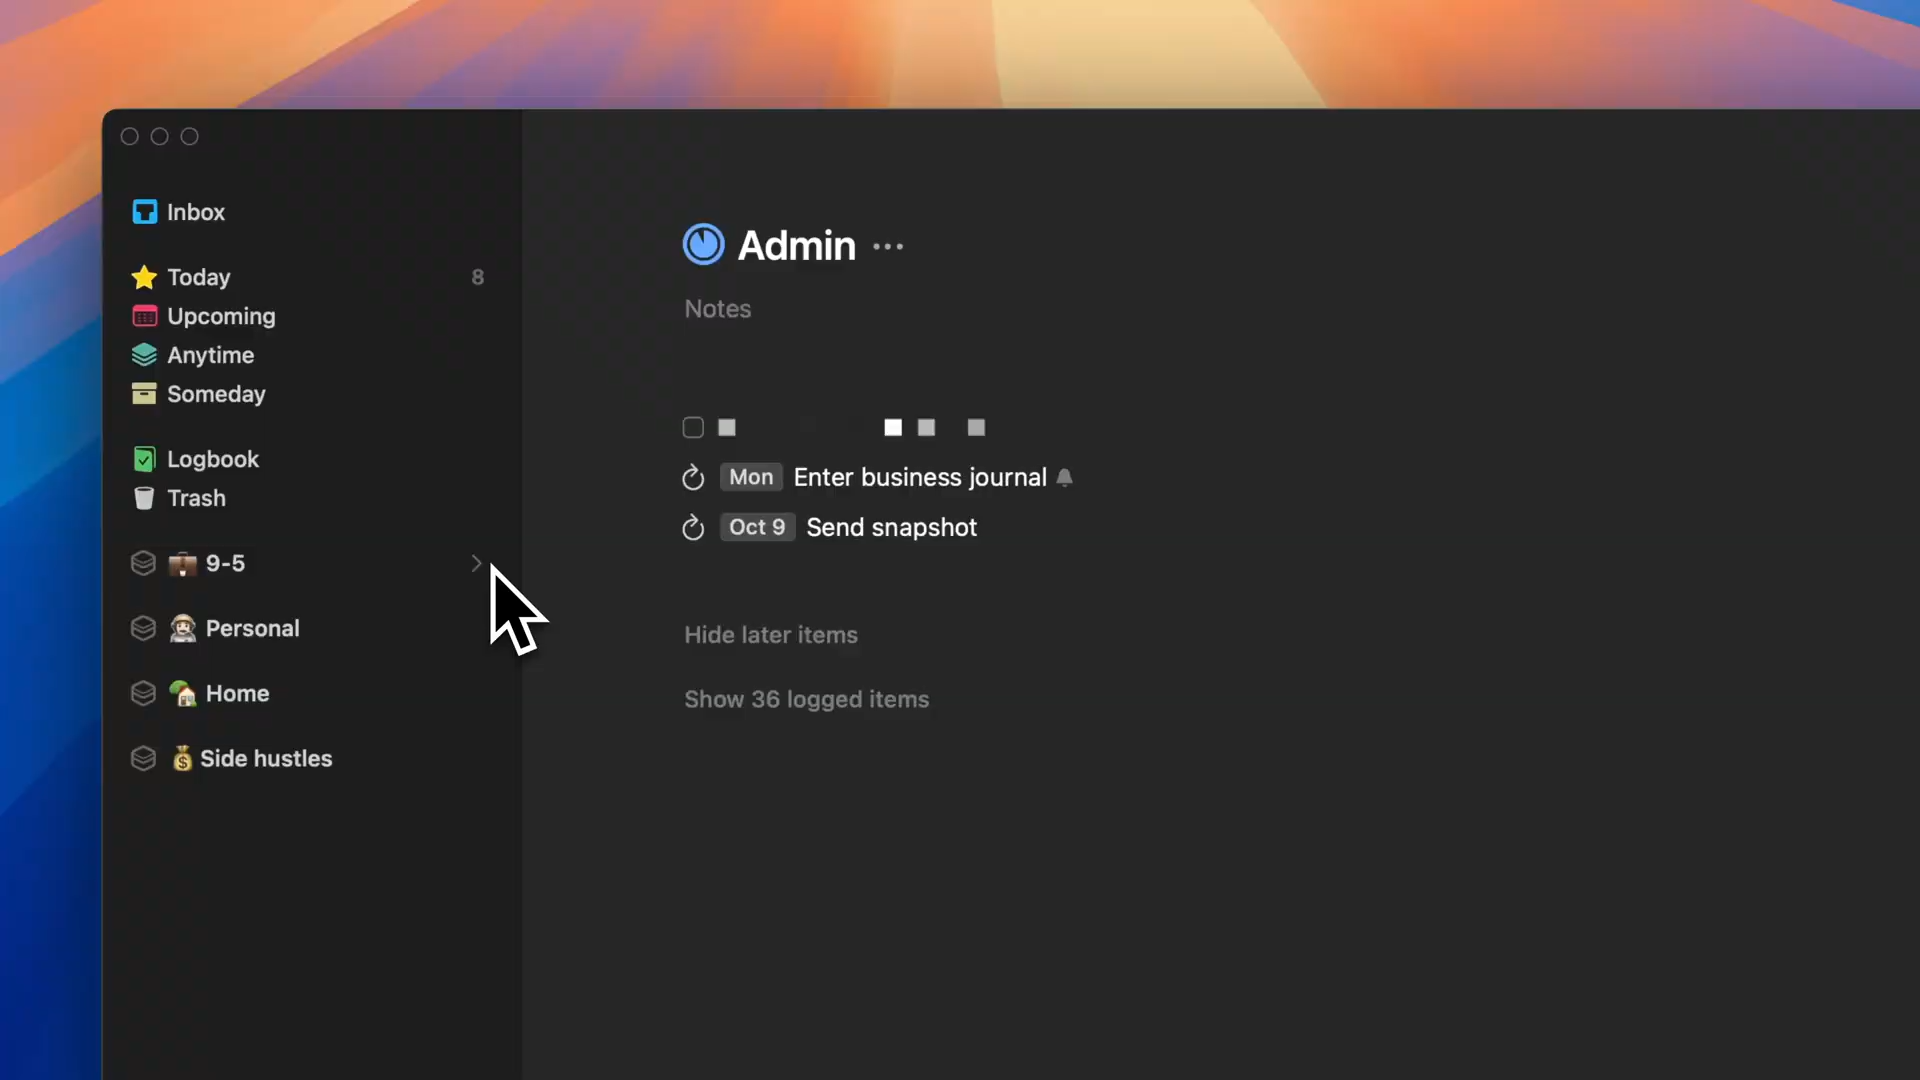 Inbox
Today 8
Upcoming
Anytime
Someday
Logbook
Trash
9-5
Personal
Home
Side hustles
Admin
Notes
Mon Enter business journal
Oct 9 Send snapshot
Hide later items
Show 36 logged items